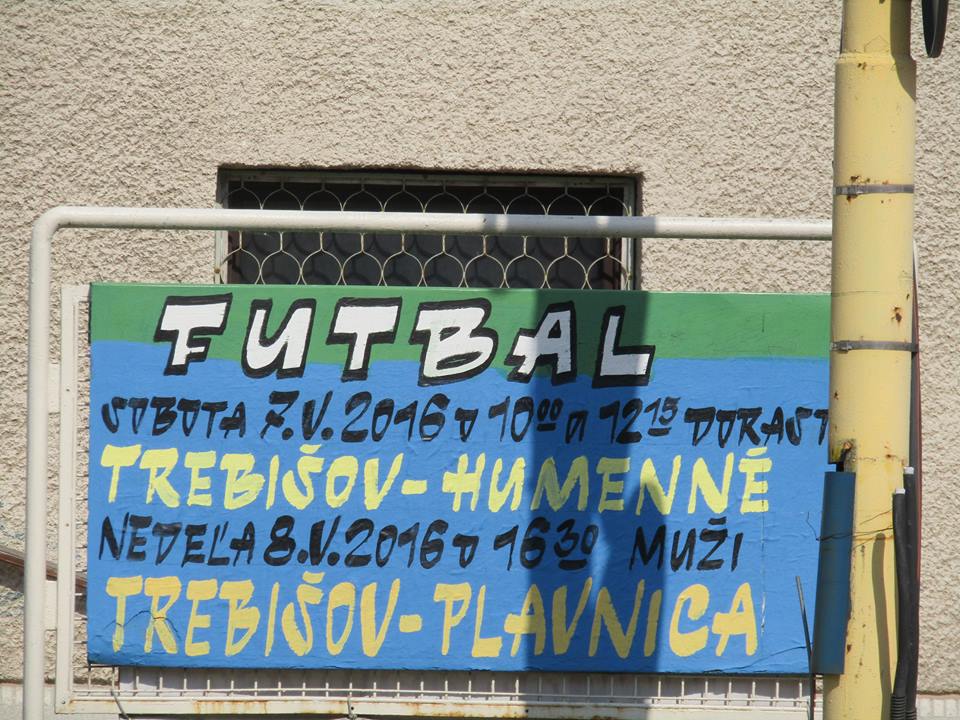 FUTBAL
SOBOTA 7.V. 2016 o 10⁰⁰ a 12¹⁵ DORAST
TREBIŠOV-HUMENNÉ
NEDEĽA 8.V.2016 o 16³⁰ MUŽI
TREBIŠOV-PLAVNICA